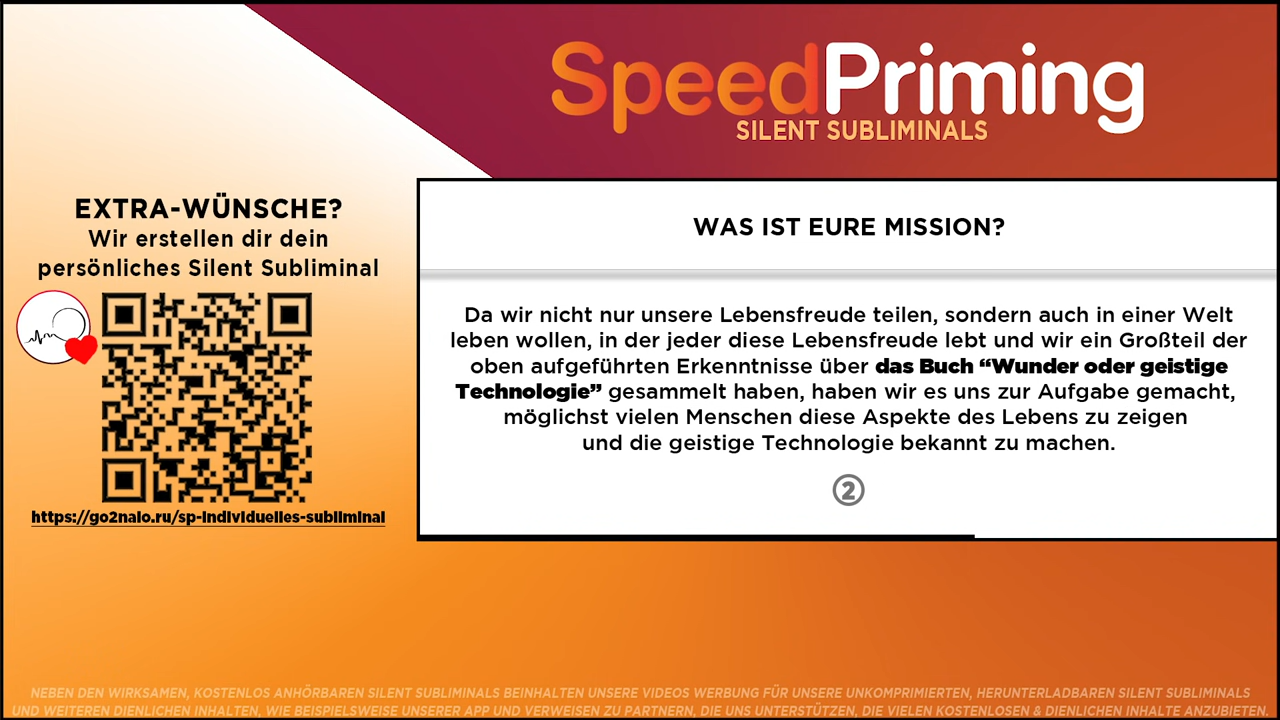 SpeedPriming
SILENT SUBLIMINALS
EXTRA-WÜNSCHE?
Wir erstellen dir dein
persönliches Silent Subliminal
https://go2nalo.ru/sp-individuelles-subliminal
WAS IST EURE MISSION?
Da wir nicht nur unsere Lebensfreude teilen, sondern auch in einer Welt
leben wollen, in der jeder diese Lebensfreude lebt und wir ein Großteil der
oben aufgeführten Erkenntnisse über das Buch “Wunder oder geistige
Technologie” gesammelt haben, haben wir es uns zur Aufgabe gemacht,
möglichst vielen Menschen diese Aspekte des Lebens zu zeigen
und die geistige Technologie bekannt zu machen.
②
NEBEN DEN WIRKSAMEN, KOSTENLOS ANHÖRBAREN SILENT SUBLIMINALS BEINHALTEN UNSERE VIDEOS WERBUNG FÜR UNSERE UNKOMPRIMIERTEN, HERUNTERLADBAREN SILENT SUBLIMINALS
UND WEITEREN DIENLICHEN INHALTEN, WIE BEISPIELSWEISE UNSERER APP UND VERWEISEN ZU PARTNERN, DIE UNS UNTERSTÜTZEN, DIE VIELEN KOSTENLOSEN & DIENLICHEN INHALTE ANZUBIETEN.